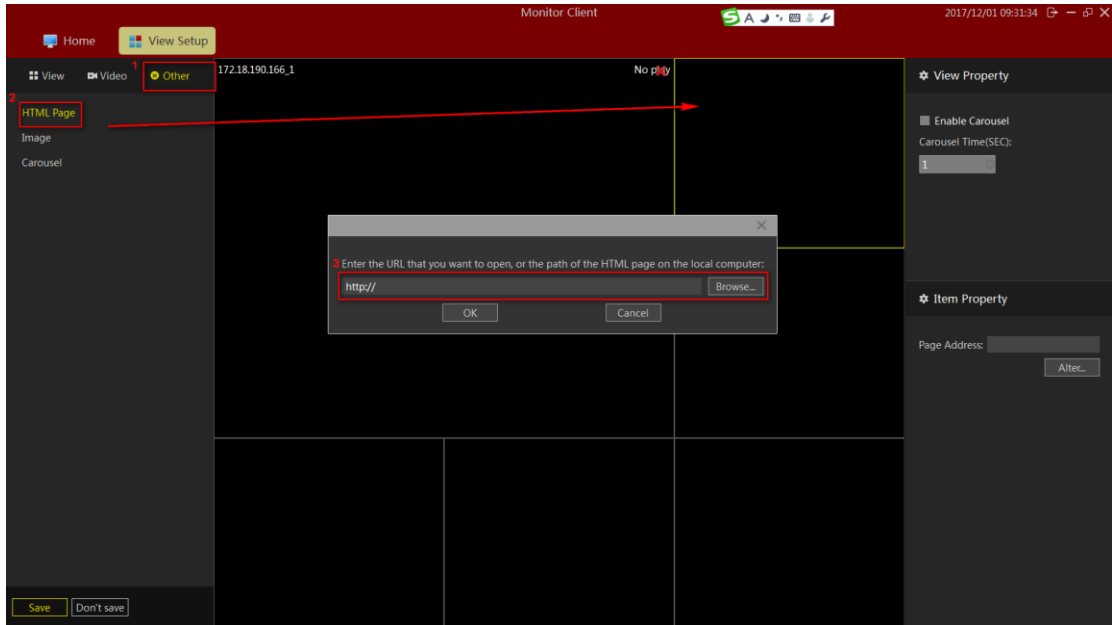 Monitor Client
2017/12/01 09:31:34
Home
View Setup
1
View
Video
Other
2
HTML Page
Image
Carousel
Save
Don't save
172.18.190.166_1
No play
3 Enter the URL that you want to open, or the path of the HTML page on the local computer:
http://
Browse...
OK
Cancel
View Property
Enable Carousel
Carousel Time(SEC):
1
Item Property
Page Address:
Alter...